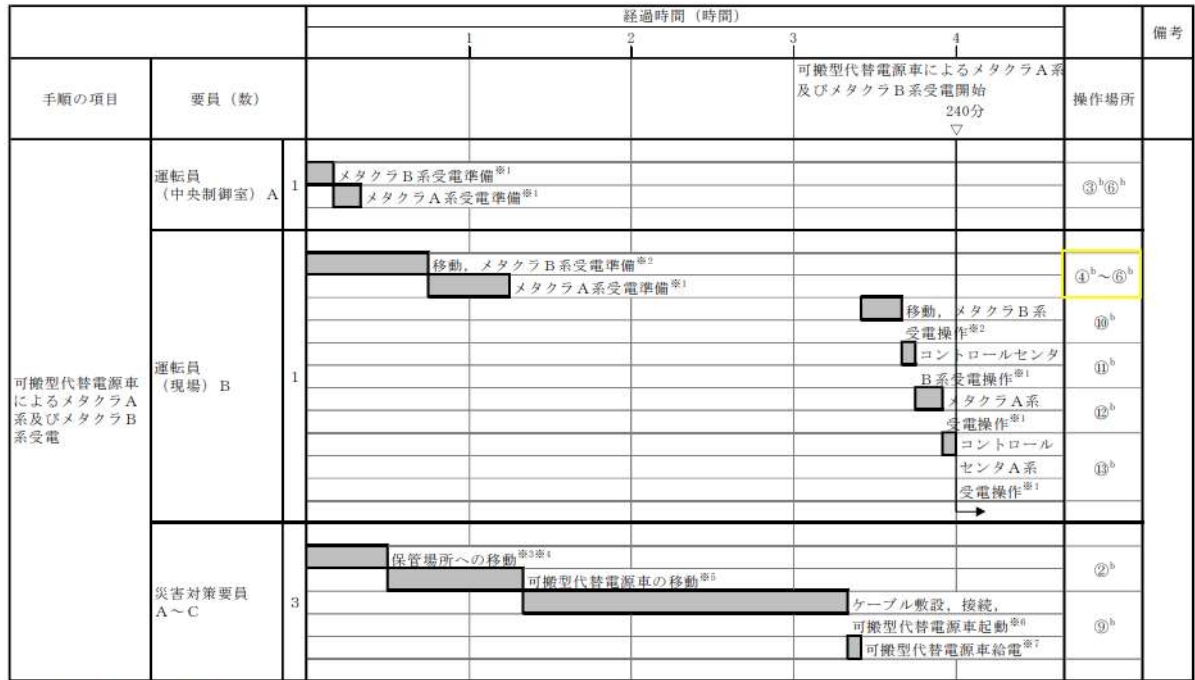 経過時間（時間）
備考
1
2
3
4
手順の項目
要員（数）
可搬型代替電源車によるメタクラＡ系
及びメタクラＢ系受電開始
240分
▽
操作場所
可搬型代替電源車
によるメタクラＡ
系及びメタクラＢ
系受電
運転員
（中央制御室）Ａ
1
メタクラＢ系受電準備※1
メタクラＡ系受電準備※1
③b⑥b
運転員
（現場）Ｂ
1
移動，メタクラＢ系受電準備※2
メタクラＡ系受電準備※1
④b～⑥b
移動，メタクラＢ系
受電操作※2
⑩b
コントロールセンタ
Ｂ系受電操作※1
⑪b
メタクラＡ系
受電操作※1
⑫b
コントロール
センタＡ系
受電操作※1
⑬b
災害対策要員
Ａ～Ｃ
3
保管場所への移動※3※4
可搬型代替電源車の移動※5
②b
ケーブル敷設，接続，
可搬型代替電源車起動※6
可搬型代替電源車給電※7
⑨b